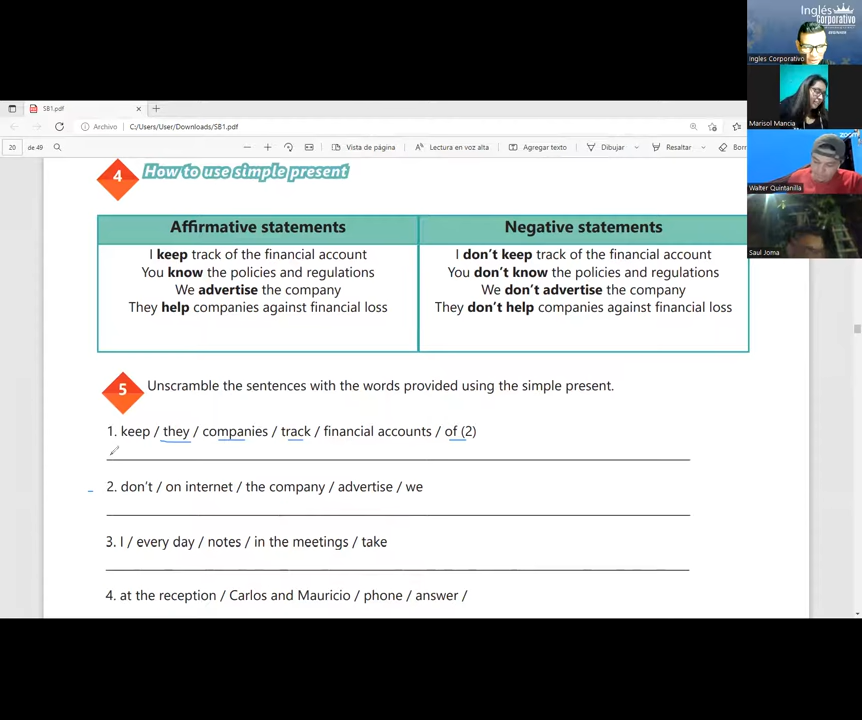 SB1.pdf
Archivo C:/Users/User/Downloads/SB1.pdf
20 de 49 Vista de página Lectura en voz alta Agregar texto Dibujar Resaltar Borr
4 How to use simple present
Affirmative statements
I keep track of the financial account
You know the policies and regulations
We advertise the company
They help companies against financial loss
Negative statements
I don't keep track of the financial account
You don't know the policies and regulations
We don't advertise the company
They don't help companies against financial loss
5 Unscramble the sentences with the words provided using the simple present.
1. keep / they / companies / track / financial accounts / of (2)
2. don't / on internet / the company / advertise / we
3. I / every day / notes / in the meetings / take
4. at the reception / Carlos and Mauricio / phone / answer /
Inglés
Corporativo
Ingles Corporativo
Marisol Mancia
zoom
Walter Quintanilla
Saul Joma